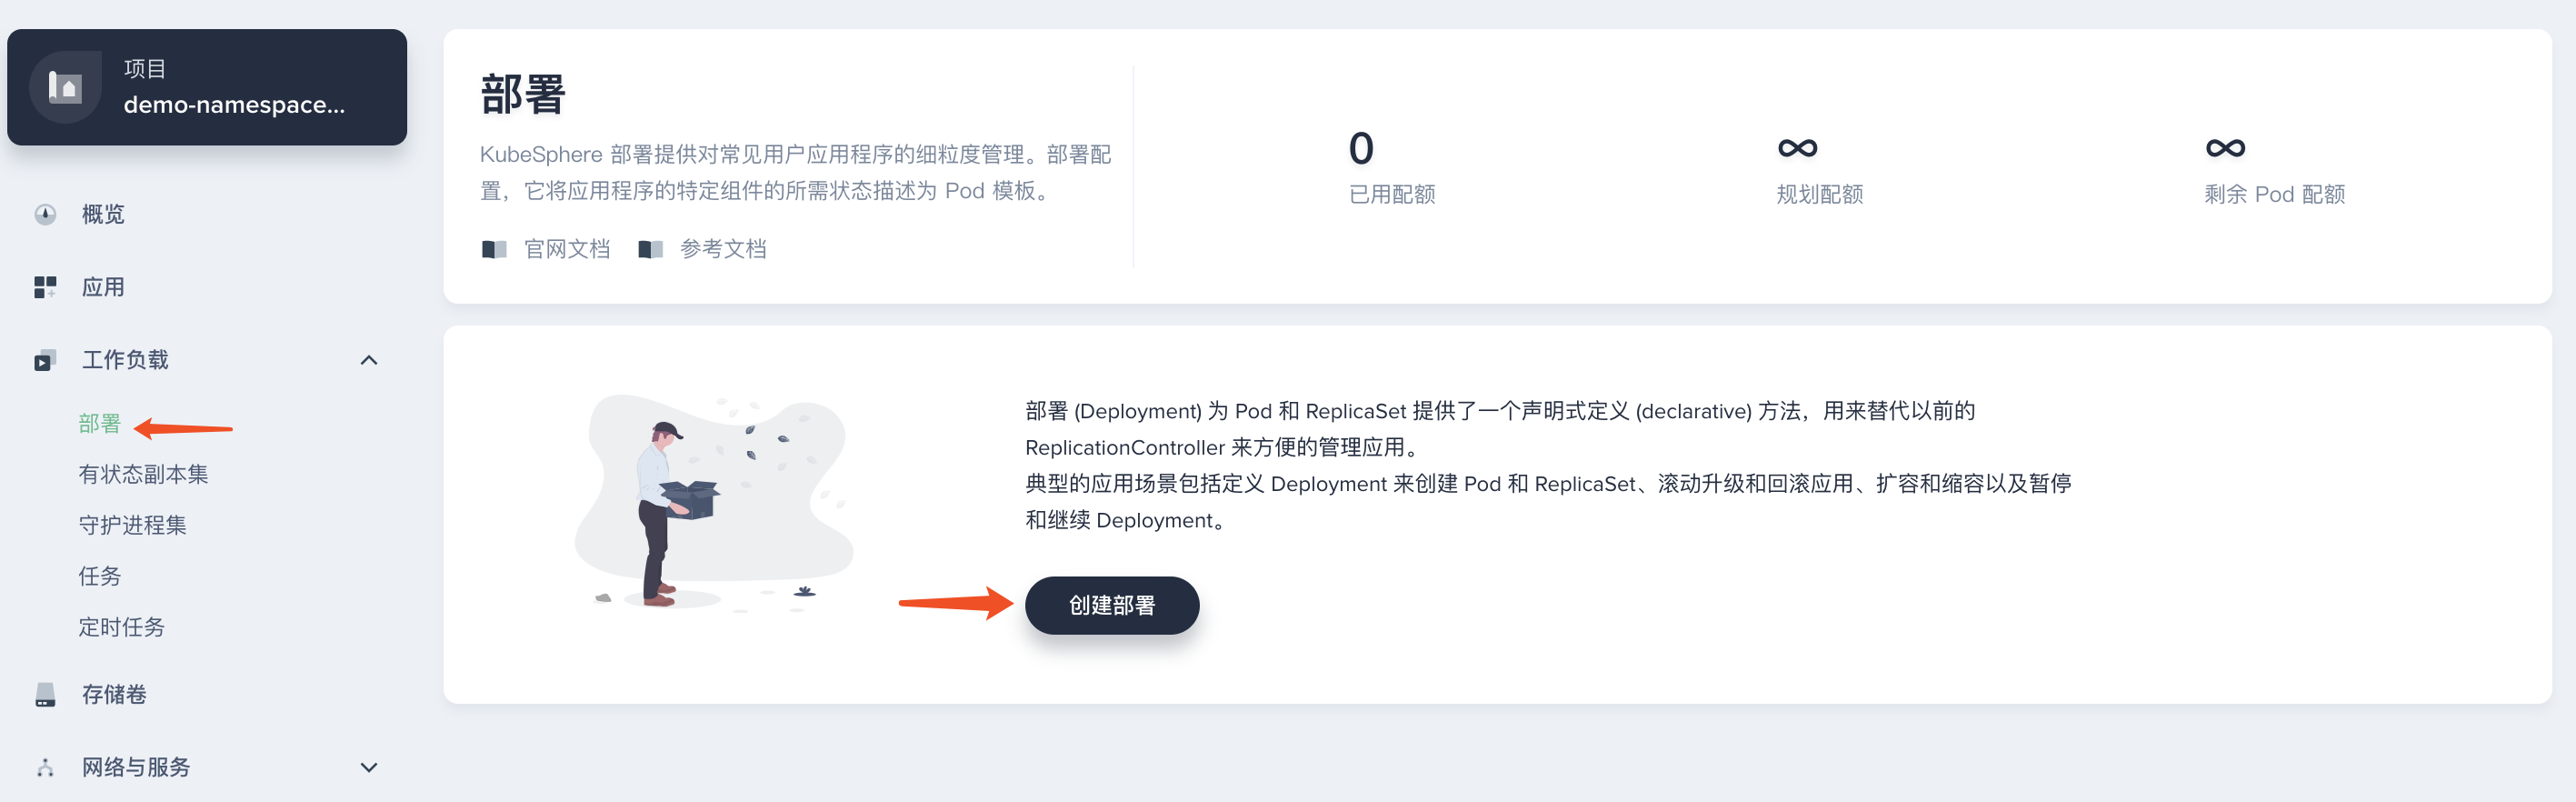 项目
demo-namespace...
概览
应用
工作负载
部署
有状态副本集
守护进程集
任务
定时任务
存储卷
网络与服务
部署
KubeSphere 部署提供对常见用户应用程序的细粒度管理。部署配
置，它将应用程序的特定组件的所需状态描述为 Pod 模板。
官网文档 参考文档
0
已用配额
∞
规划配额
∞
剩余 Pod 配额
部署 (Deployment) 为 Pod 和 ReplicaSet 提供了一个声明式定义 (declarative) 方法，用来替代以前的
ReplicationController 来方便的管理应用。
典型的应用场景包括定义 Deployment 来创建 Pod 和 ReplicaSet、滚动升级和回滚应用、扩容和缩容以及暂停
和继续 Deployment。
创建部署